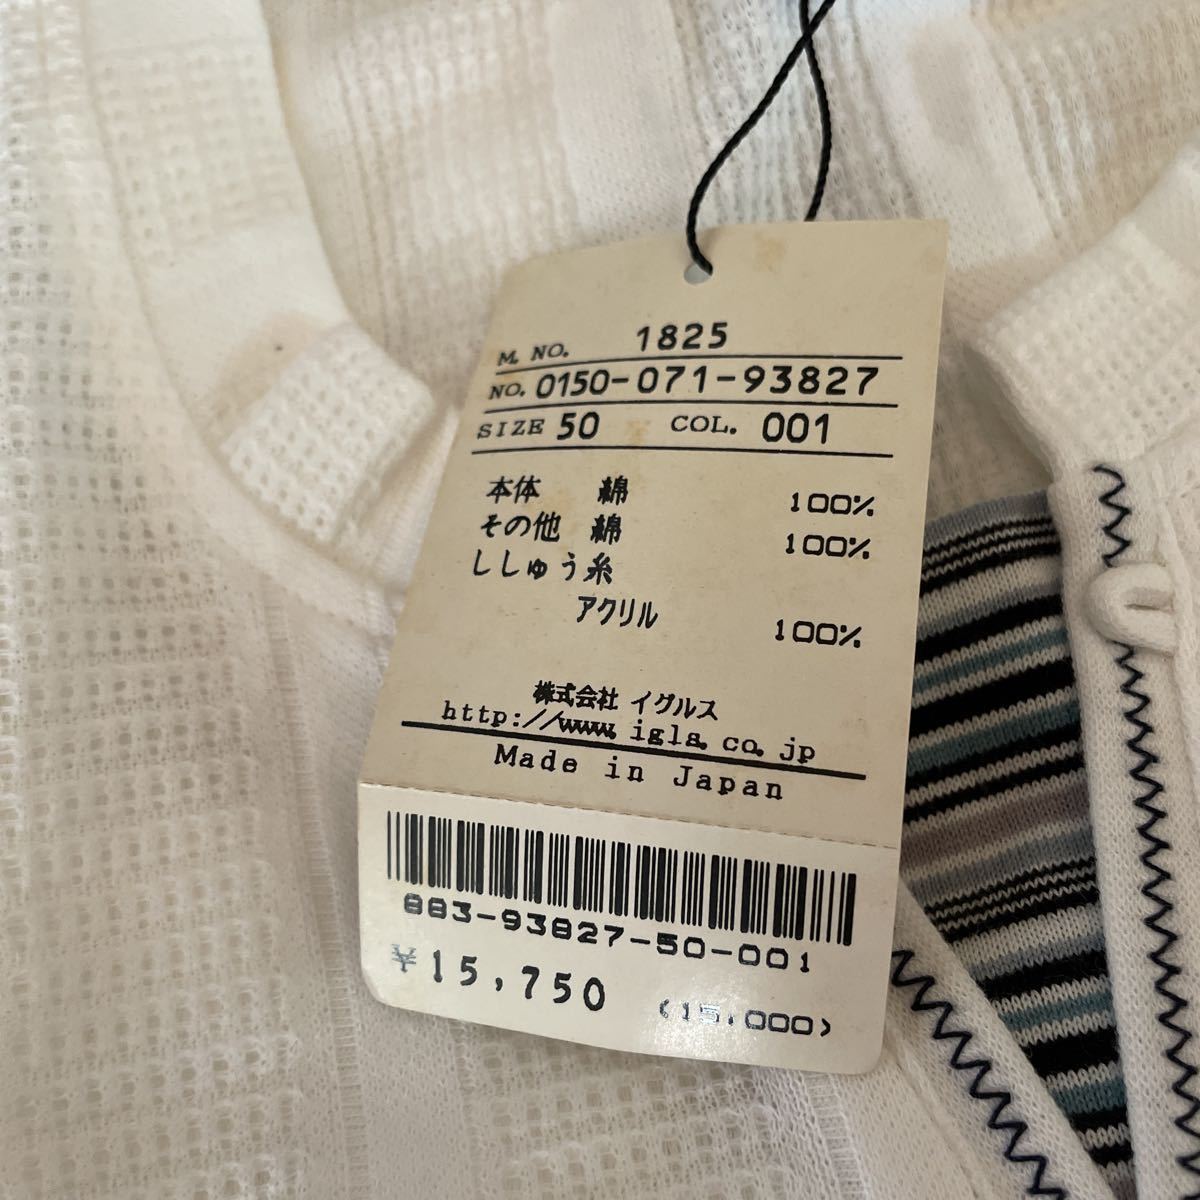 M. NO. 1825
NO. 0150-071-93827
SIZE 50 COL. 001
本体 綿 100%
その他 綿 100%
ししゅう糸
アクリル 100%
株式会社 イグルス
http://www.igla.co.jp
Made in Japan
883-93827-50-001
¥15,750 (15,000)